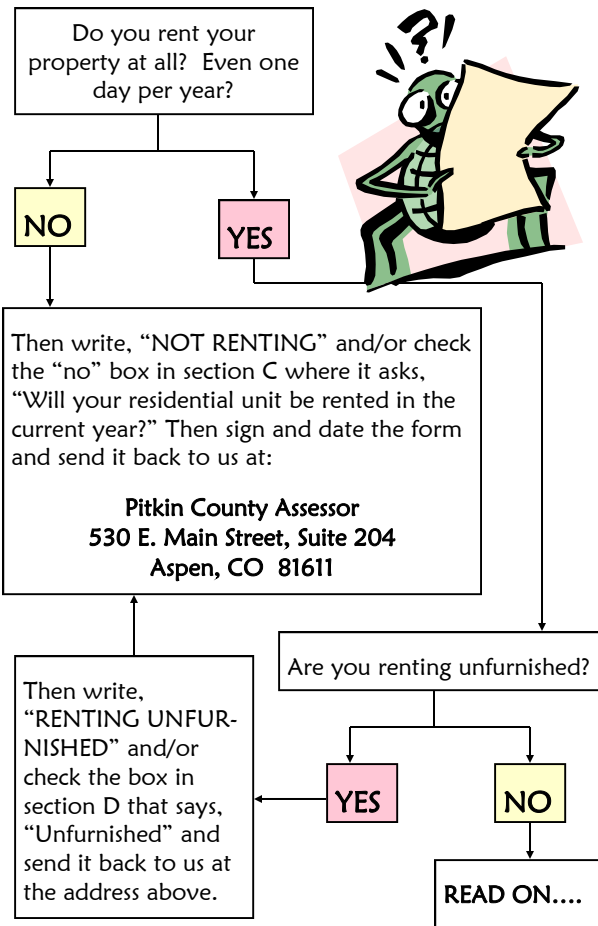 Do you rent your
property at all?  Even one
day per year?
?!
NO
YES
Then write, “NOT RENTING” and/or check
the “no” box in section C where it asks,
“Will your residential unit be rented in the
current year?” Then sign and date the form
and send it back to us at:
Pitkin County Assessor
530 E. Main Street, Suite 204
Aspen, CO  81611
Are you renting unfurnished?
Then write,
“RENTING UNFUR-
NISHED” and/or
check the box in
section D that says,
“Unfurnished” and
send it back to us at
the address above.
YES
NO
READ ON....